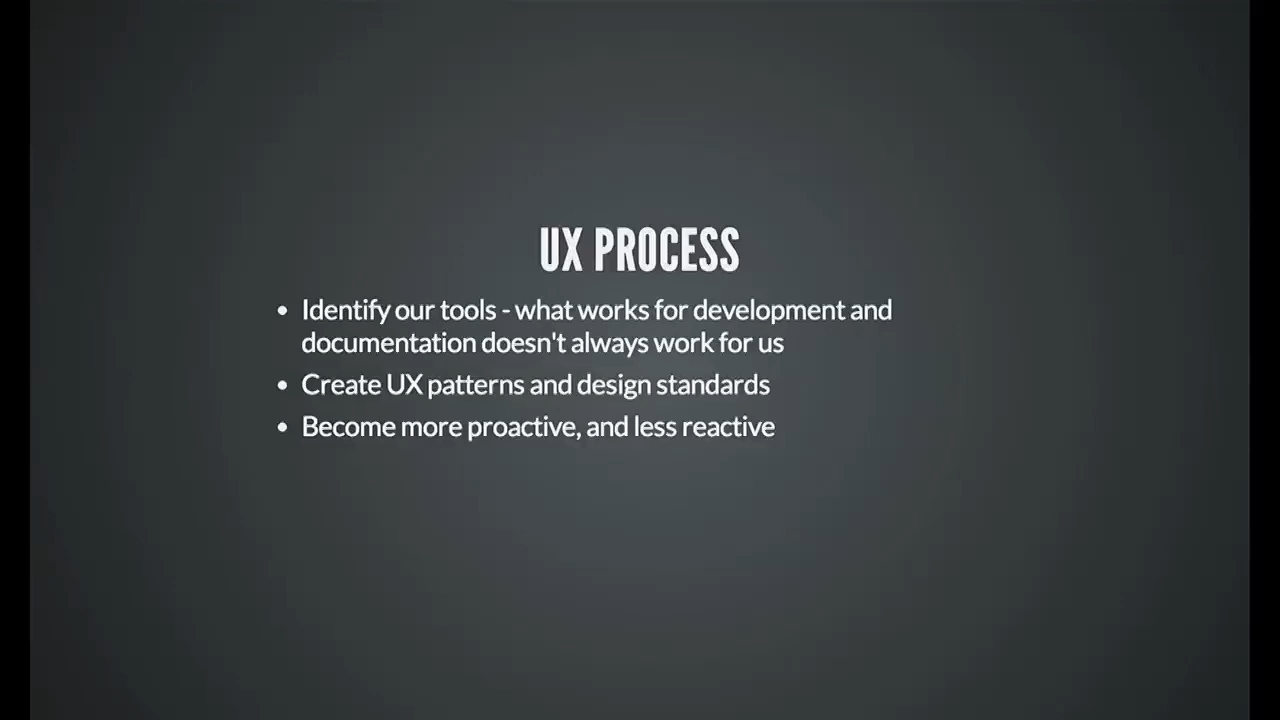 UX PROCESS
• Identify our tools - what works for development and
documentation doesn't always work for us
• Create UX patterns and design standards
• Become more proactive, and less reactive